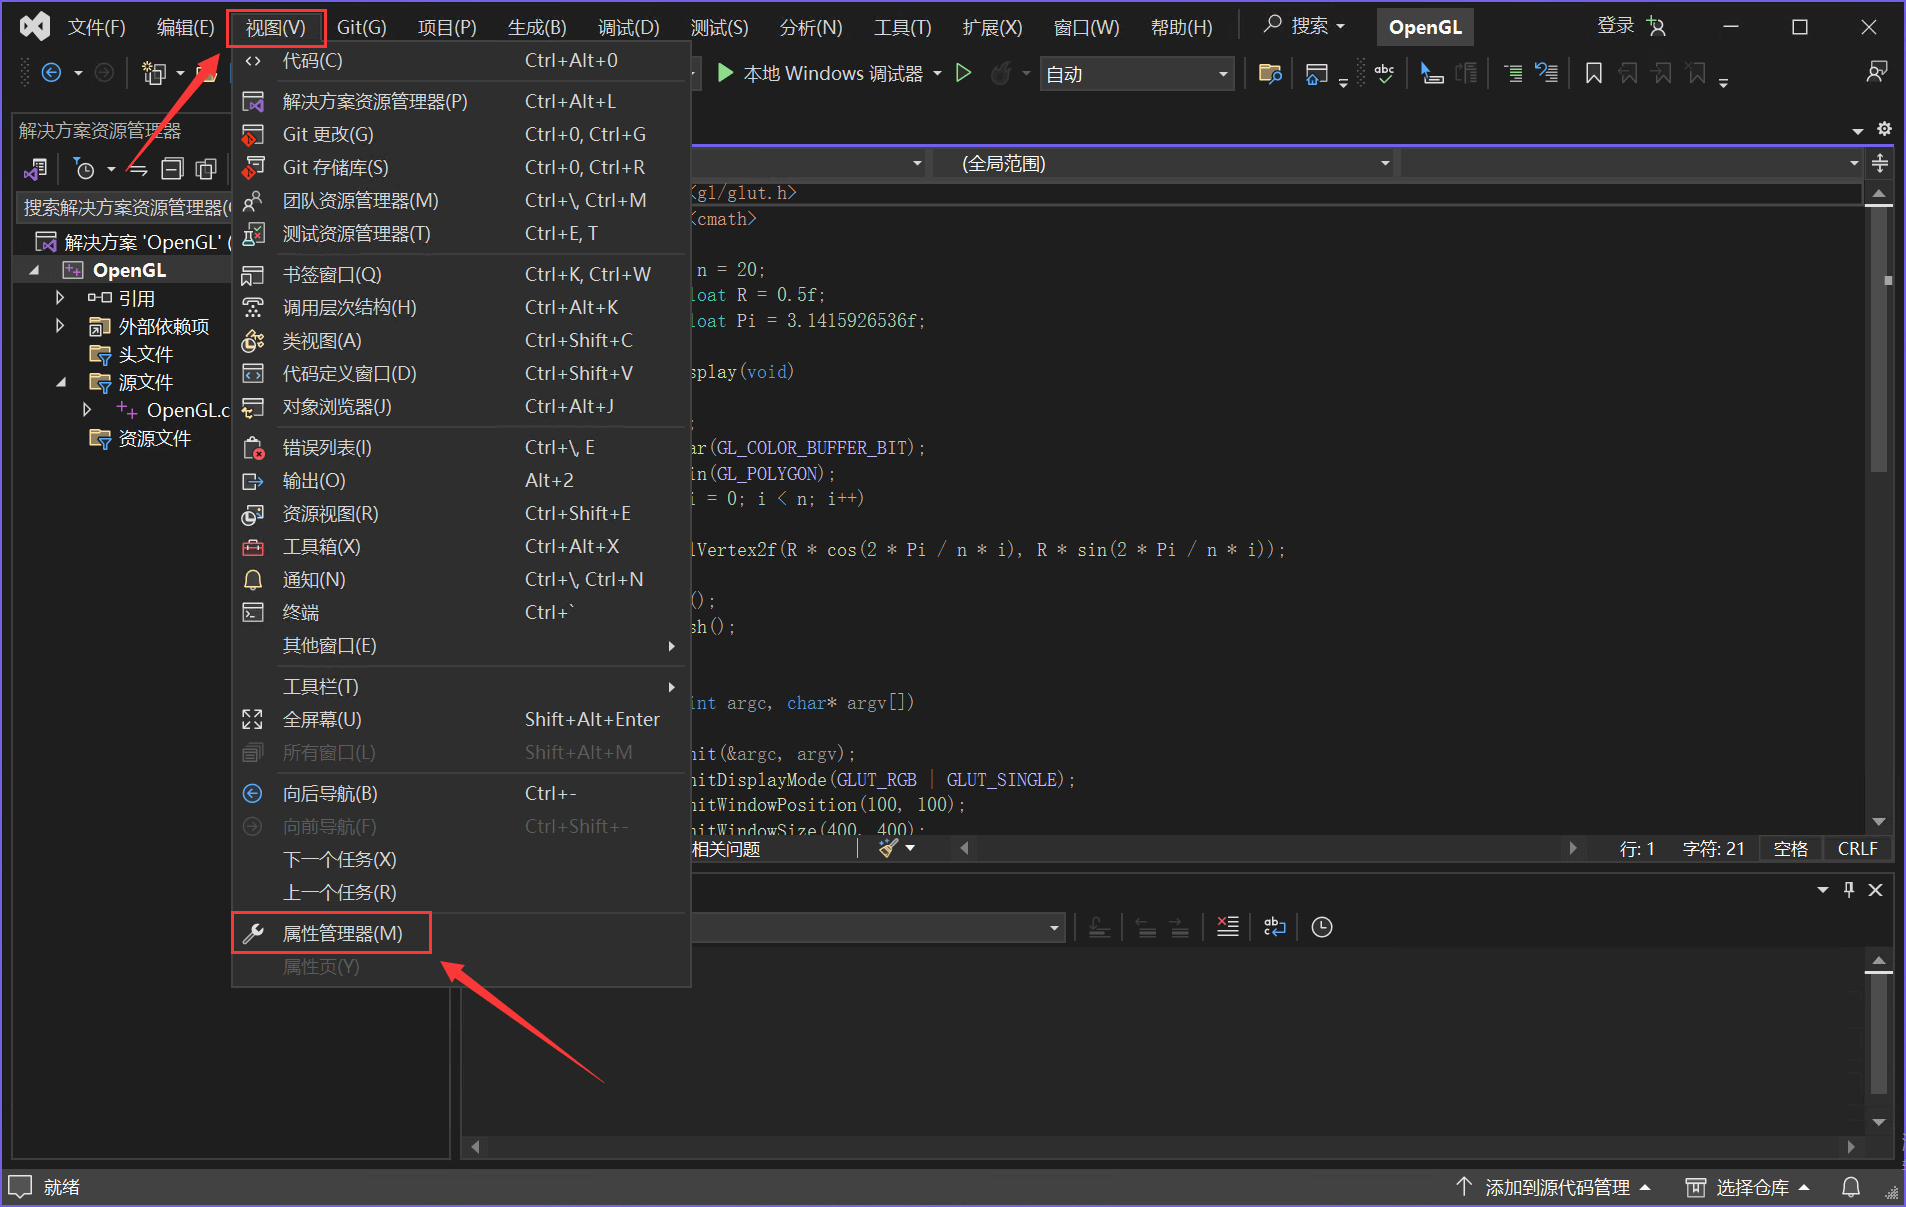 文件(F) 编辑(E) 视图(V) Git(G) 项目(P) 生成(B) 调试(D) 测试(S) 分析(N) 工具(T) 扩展(X) 窗口(W) 帮助(H) 搜索 OpenGL 登录
本地 Windows 调试器 自动
解决方案资源管理器
搜索解决方案资源管理器(
解决方案 'OpenGL' (
OpenGL
引用
外部依赖项
头文件
源文件
OpenGL.c
资源文件
代码(C) Ctrl+Alt+0
解决方案资源管理器(P) Ctrl+Alt+L
Git 更改(G) Ctrl+0, Ctrl+G
Git 存储库(S) Ctrl+0, Ctrl+R
团队资源管理器(M) Ctrl+\, Ctrl+M
测试资源管理器(T) Ctrl+E, T
书签窗口(Q) Ctrl+K, Ctrl+W
调用层次结构(H) Ctrl+Alt+K
类视图(A) Ctrl+Shift+C
代码定义窗口(D) Ctrl+Shift+V
对象浏览器(J) Ctrl+Alt+J
错误列表(I) Ctrl+\, E
输出(O) Alt+2
资源视图(R) Ctrl+Shift+E
工具箱(X) Ctrl+Alt+X
通知(N) Ctrl+\, Ctrl+N
终端 Ctrl+`
其他窗口(E)
工具栏(T)
全屏幕(U) Shift+Alt+Enter
所有窗口(L) Shift+Alt+M
向后导航(B) Ctrl+-
向前导航(F) Ctrl+Shift+-
下一个任务(X)
上一个任务(R)
属性管理器(M)
属性页(Y)
(全局范围)
<gl/glut.h>
<cmath>
n = 20;
loat R = 0.5f;
loat Pi = 3.1415926536f;
splay(void)
;
ar(GL_COLOR_BUFFER_BIT);
in(GL_POLYGON);
i = 0; i < n; i++)
lVertex2f(R * cos(2 * Pi / n * i), R * sin(2 * Pi / n * i));
();
sh();
int argc, char* argv[])
nit(&argc, argv);
nitDisplayMode(GLUT_RGB | GLUT_SINGLE);
nitWindowPosition(100, 100);
nitWindowSize(400, 400);
相关问题 行: 1 字符: 21 空格 CRLF
就绪 添加到源代码管理 选择仓库